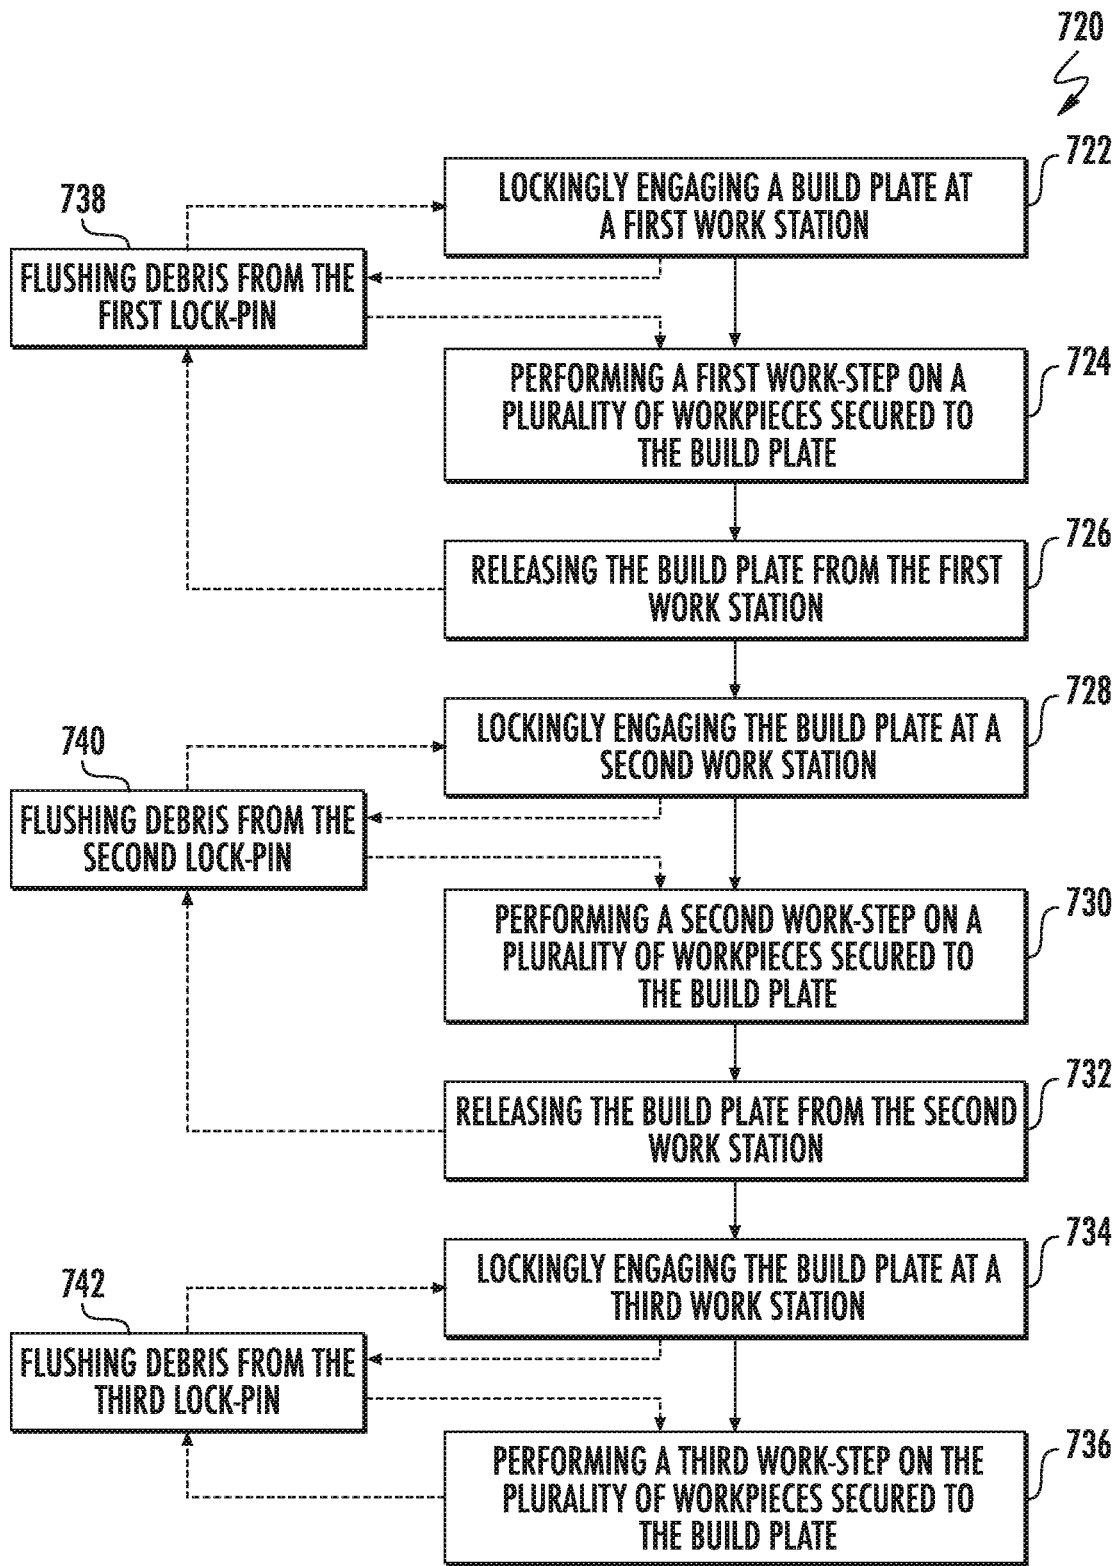 720
722
LOCKINGLY ENGAGING A BUILD PLATE AT
A FIRST WORK STATION
738
FLUSHING DEBRIS FROM THE
FIRST LOCK-PIN
724
PERFORMING A FIRST WORK-STEP ON A
PLURALITY OF WORKPIECES SECURED TO
THE BUILD PLATE
726
RELEASING THE BUILD PLATE FROM THE FIRST
WORK STATION
728
LOCKINGLY ENGAGING THE BUILD PLATE AT A
SECOND WORK STATION
740
FLUSHING DEBRIS FROM THE
SECOND LOCK-PIN
730
PERFORMING A SECOND WORK-STEP ON A
PLURALITY OF WORKPIECES SECURED TO
THE BUILD PLATE
732
RELEASING THE BUILD PLATE FROM THE SECOND
WORK STATION
734
LOCKINGLY ENGAGING THE BUILD PLATE AT A
THIRD WORK STATION
742
FLUSHING DEBRIS FROM THE
THIRD LOCK-PIN
736
PERFORMING A THIRD WORK-STEP ON THE
PLURALITY OF WORKPIECES SECURED TO
THE BUILD PLATE